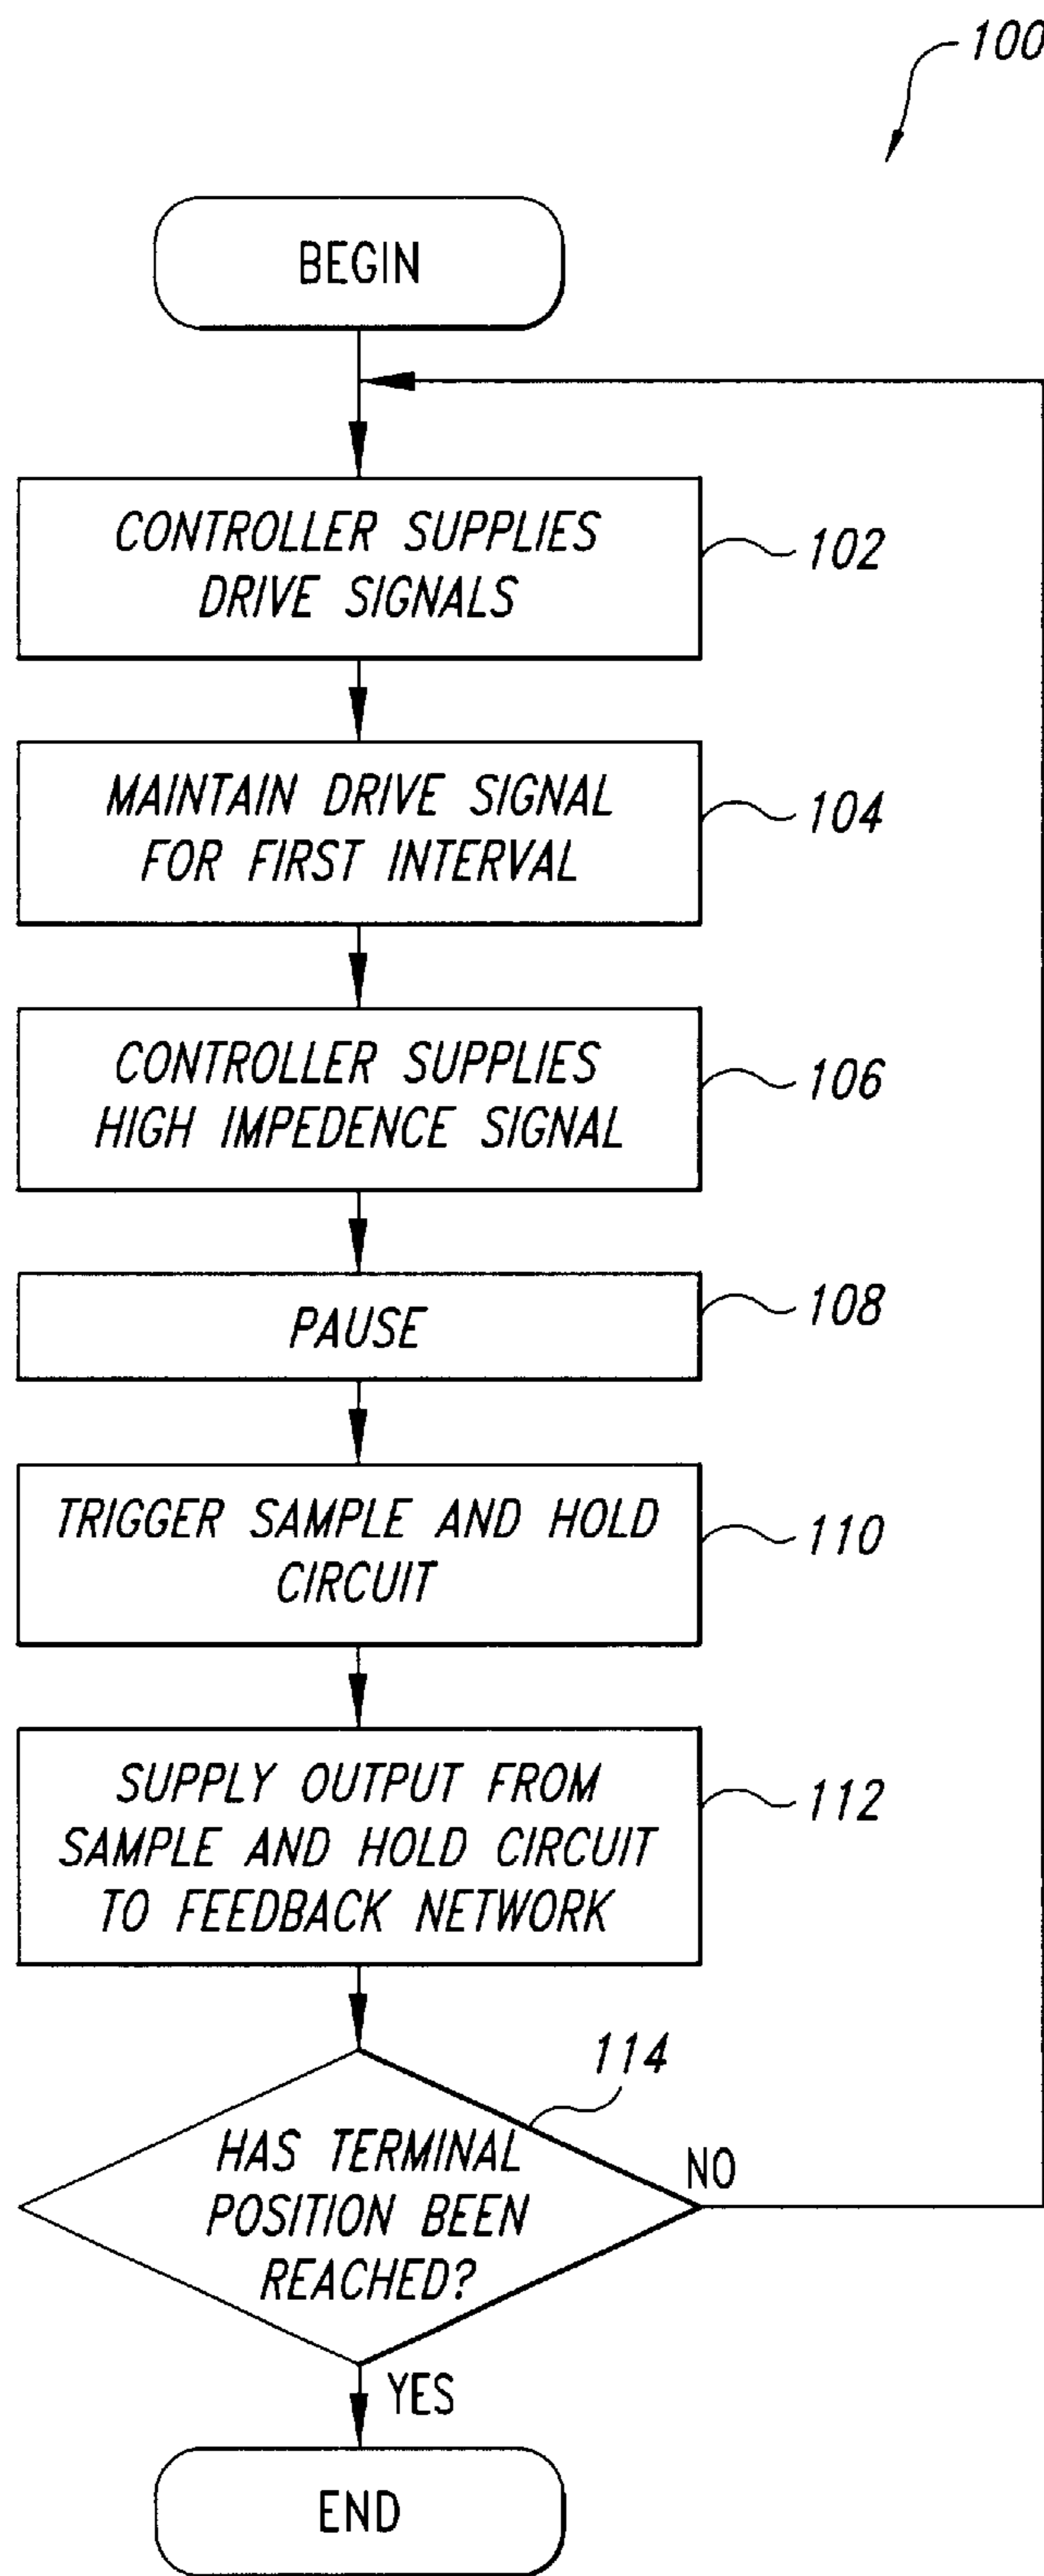 100
BEGIN
CONTROLLER SUPPLIES
DRIVE SIGNALS
102
MAINTAIN DRIVE SIGNAL
FOR FIRST INTERVAL
104
CONTROLLER SUPPLIES
HIGH IMPEDENCE SIGNAL
106
PAUSE
108
TRIGGER SAMPLE AND HOLD
CIRCUIT
110
SUPPLY OUTPUT FROM
SAMPLE AND HOLD CIRCUIT
TO FEEDBACK NETWORK
112
114
HAS TERMINAL
POSITION BEEN
REACHED?
NO
YES
END